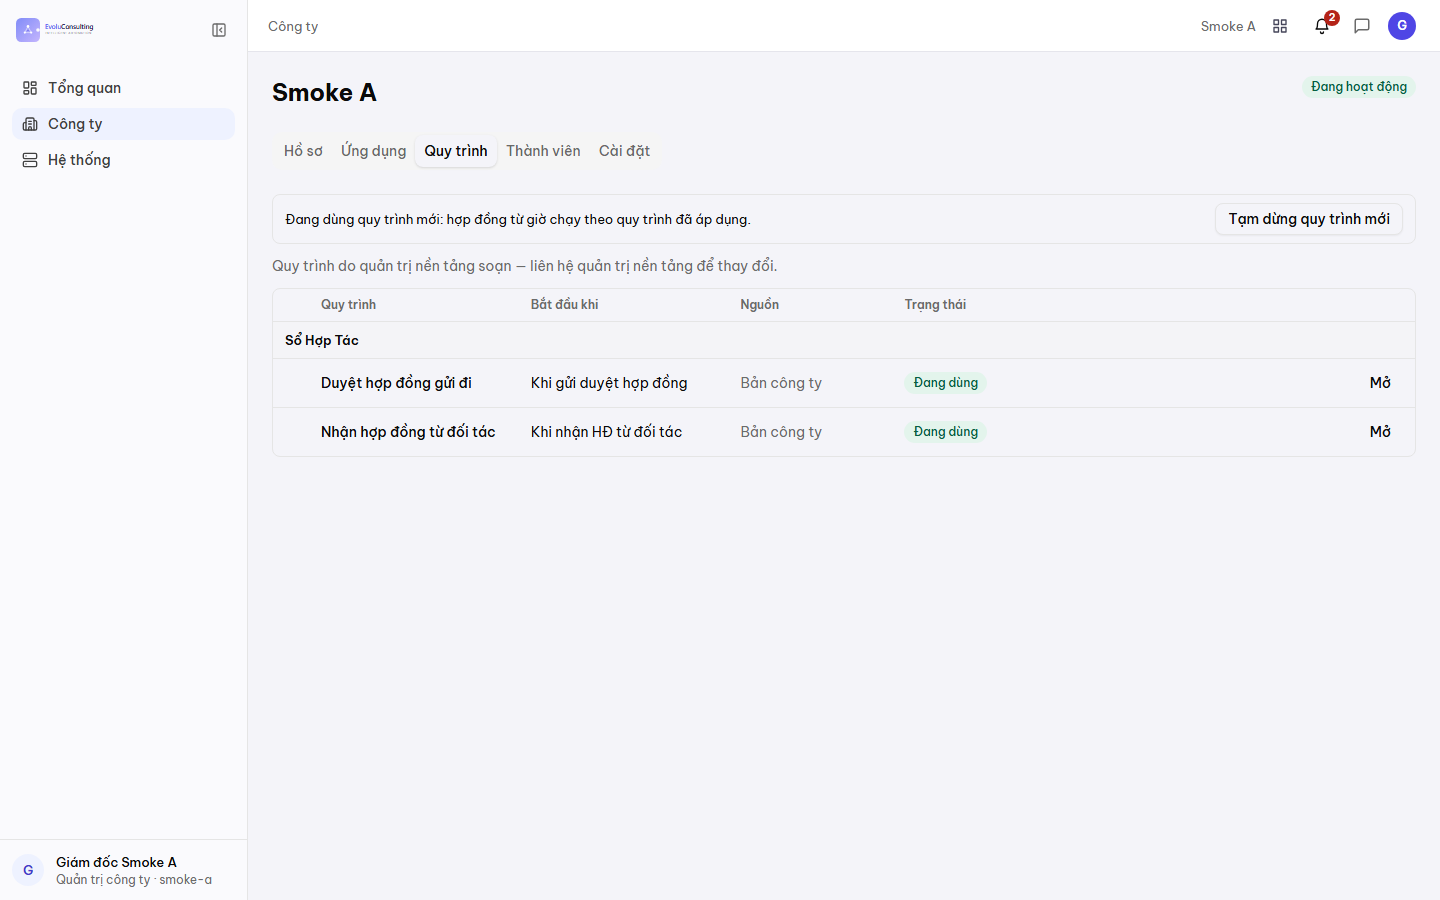 EvoluConsulting
Công ty
Smoke A
2
G
Tổng quan
Công ty
Hệ thống
Smoke A
Đang hoạt động
Hồ sơ
Ứng dụng
Quy trình
Thành viên
Cài đặt
Đang dùng quy trình mới: hợp đồng từ giờ chạy theo quy trình đã áp dụng.
Tạm dừng quy trình mới
Quy trình do quản trị nền tảng soạn — liên hệ quản trị nền tảng để thay đổi.
Quy trình
Bắt đầu khi
Nguồn
Trạng thái
Sổ Hợp Tác
Duyệt hợp đồng gửi đi
Khi gửi duyệt hợp đồng
Bản công ty
Đang dùng
Mở
Nhận hợp đồng từ đối tác
Khi nhận HĐ từ đối tác
Bản công ty
Đang dùng
Mở
G
Giám đốc Smoke A
Quản trị công ty · smoke-a